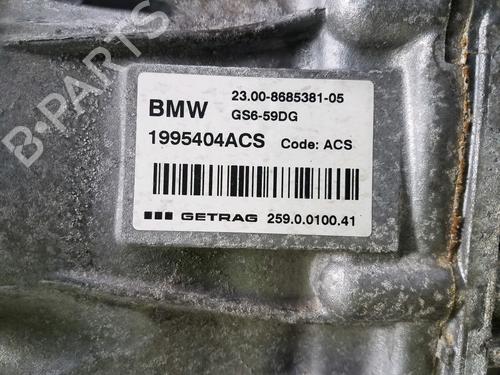 B-PARTS
BMW 23.00-8685381-05
GS6-59DG
1995404ACS Code: ACS
GETRAG 259.0.0100.41